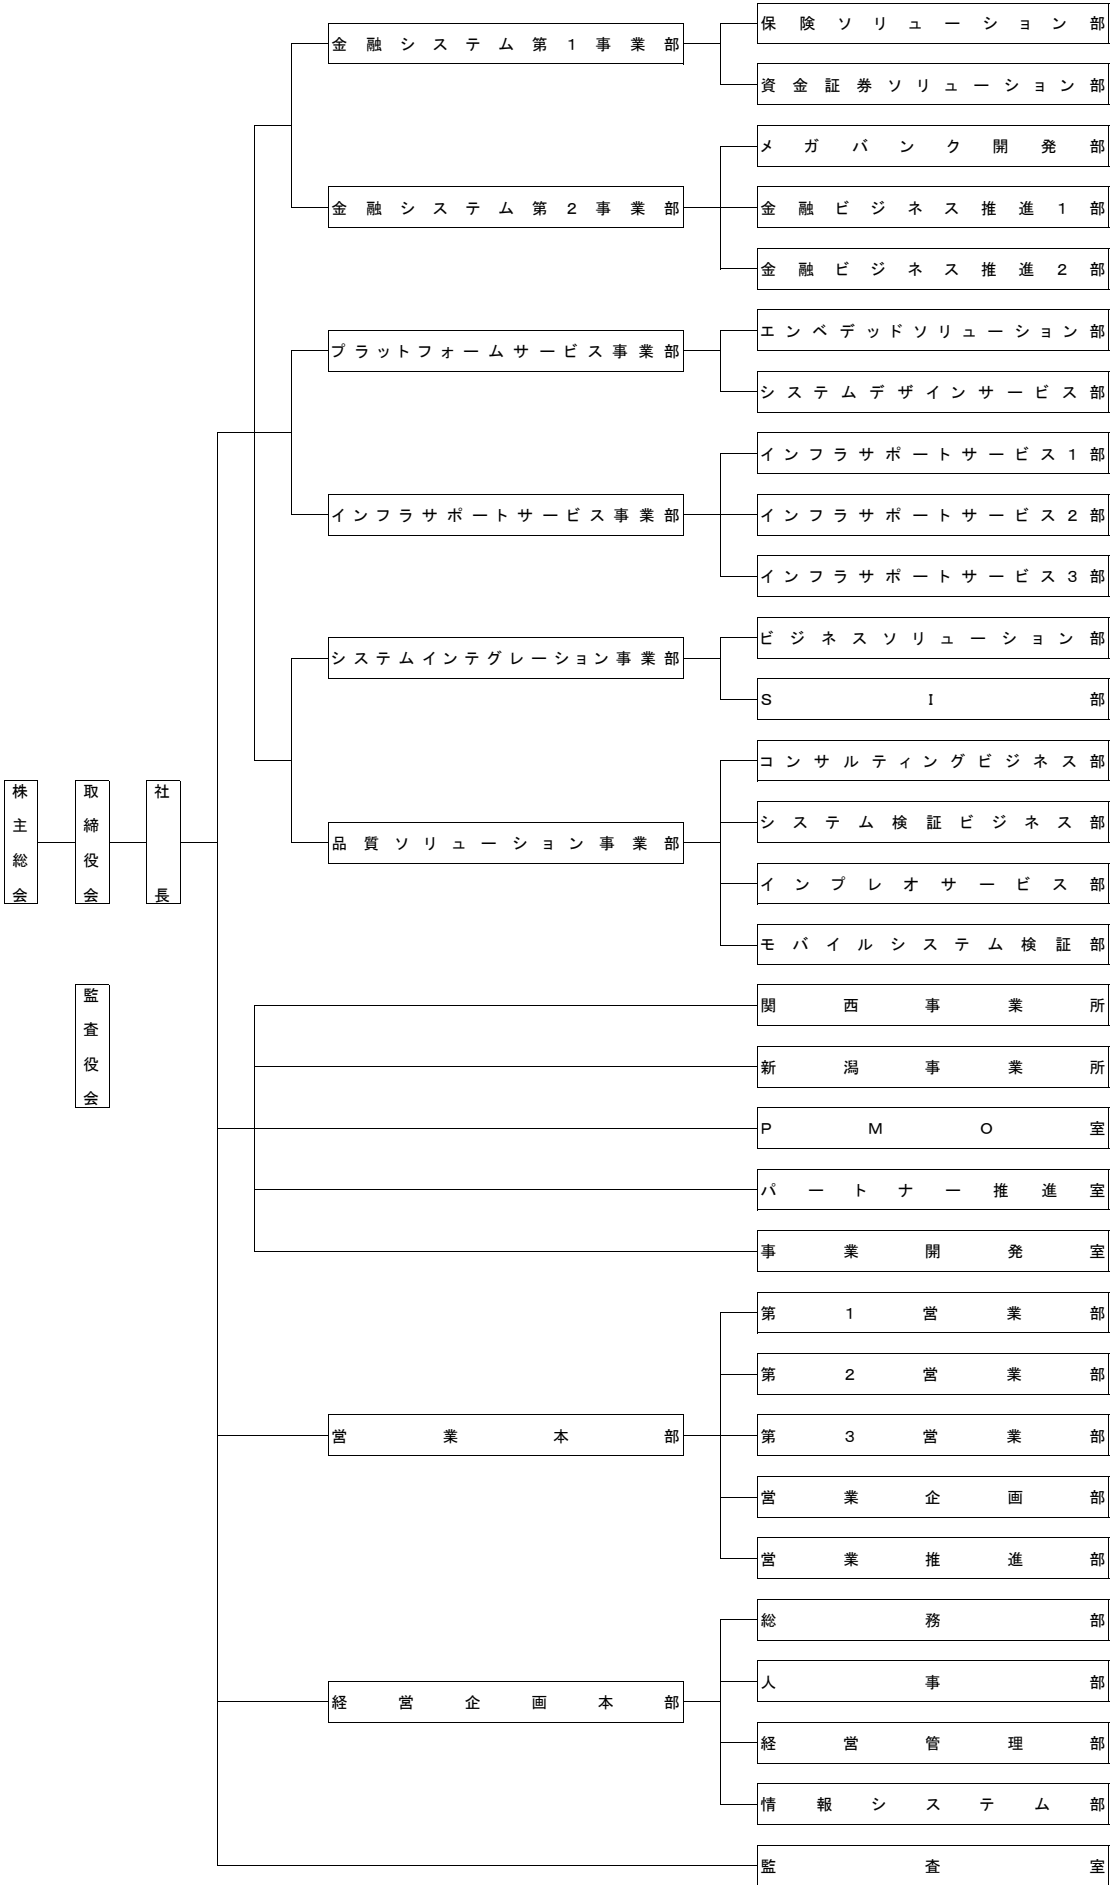 株主総会
取締役会
監査役会
社長
金融システム第1事業部
保険ソリューション部
資金証券ソリューション部
金融システム第2事業部
メガバンク開発部
金融ビジネス推進1部
金融ビジネス推進2部
プラットフォームサービス事業部
エンベデッドソリューション部
システムデザインサービス部
インフラサポートサービス事業部
インフラサポートサービス1部
インフラサポートサービス2部
インフラサポートサービス3部
システムインテグレーション事業部
ビジネスソリューション部
SI部
品質ソリューション事業部
コンサルティングビジネス部
システム検証ビジネス部
インプレオサービス部
モバイルシステム検証部
関西事業所
新潟事業所
PMO室
パートナー推進室
事業開発室
営業本部
第1営業部
第2営業部
第3営業部
営業企画部
営業推進部
経営企画本部
総務部
人事部
経営管理部
情報システム部
監査室